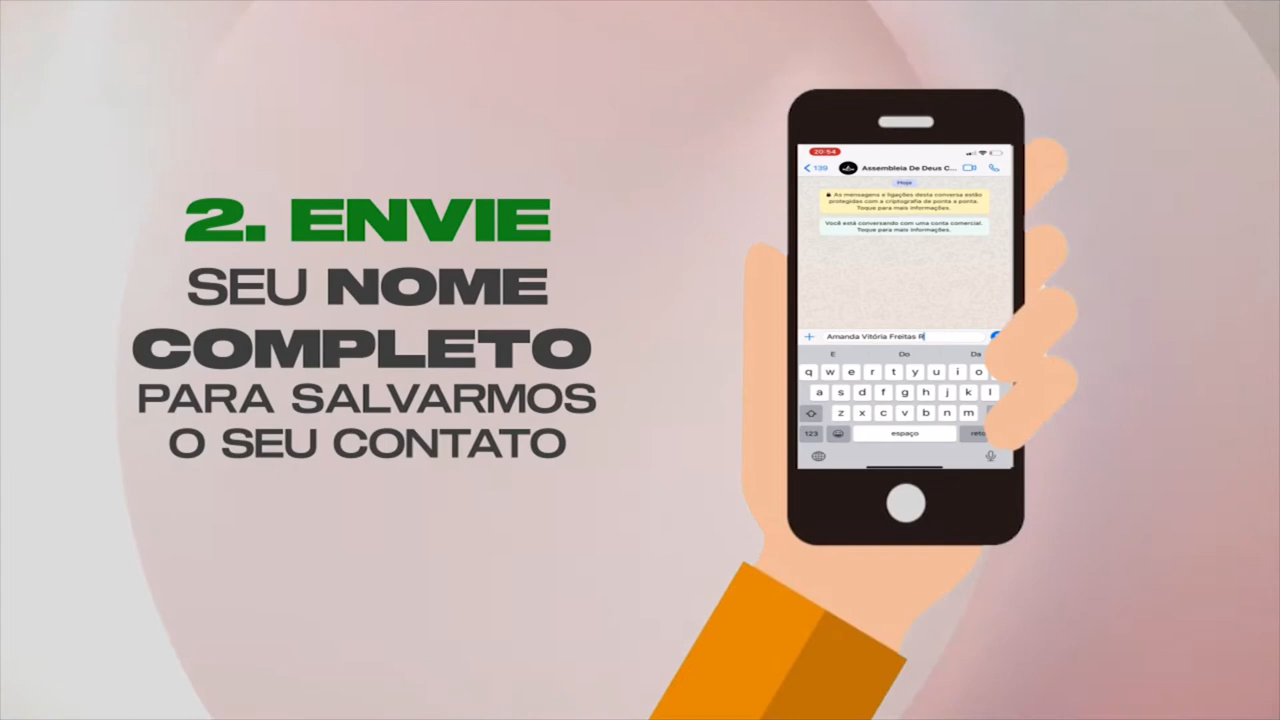 2. ENVIE
SEU NOME
COMPLETO
PARA SALVARMOS
O SEU CONTATO
20:54
139
Assembleia De Deus C...
Hoje
As mensagens e ligações desta conversa estão
protegidas com a criptografia de ponta a ponta.
Toque para mais informações.
Você está conversando com uma conta comercial.
Toque para mais informações.
Amanda Vitória Freitas R
E Do Da
q w e r t y u i o
a s d f g h j k l
z x c v b n m
123 espaço reto